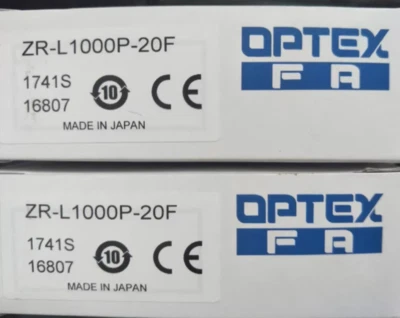 ZR-L1000P-20F
1741S
16807
10
CE
MADE IN JAPAN
OPTEX
FA
ZR-L1000P-20F
1741S
16807
10
CE
MADE IN JAPAN
OPTEX
FA